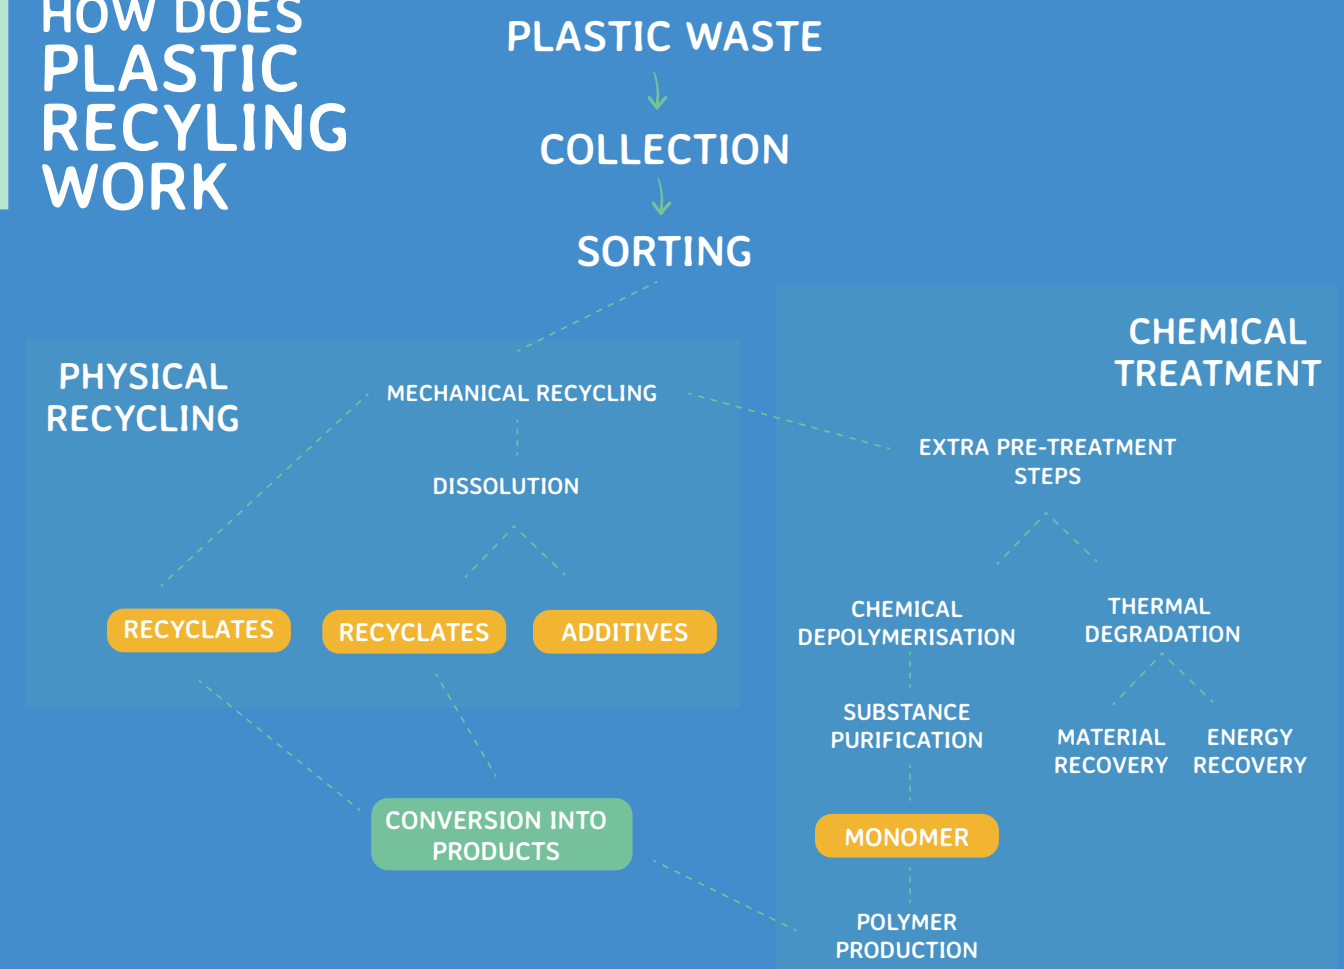 HOW DOES
PLASTIC
RECYLING
WORK
PLASTIC WASTE
COLLECTION
SORTING
PHYSICAL
RECYCLING
MECHANICAL RECYCLING
DISSOLUTION
RECYCLATES
RECYCLATES
ADDITIVES
CONVERSION INTO
PRODUCTS
CHEMICAL
TREATMENT
EXTRA PRE-TREATMENT
STEPS
CHEMICAL
DEPOLYMERISATION
THERMAL
DEGRADATION
SUBSTANCE
PURIFICATION
MATERIAL
RECOVERY
ENERGY
RECOVERY
MONOMER
POLYMER
PRODUCTION